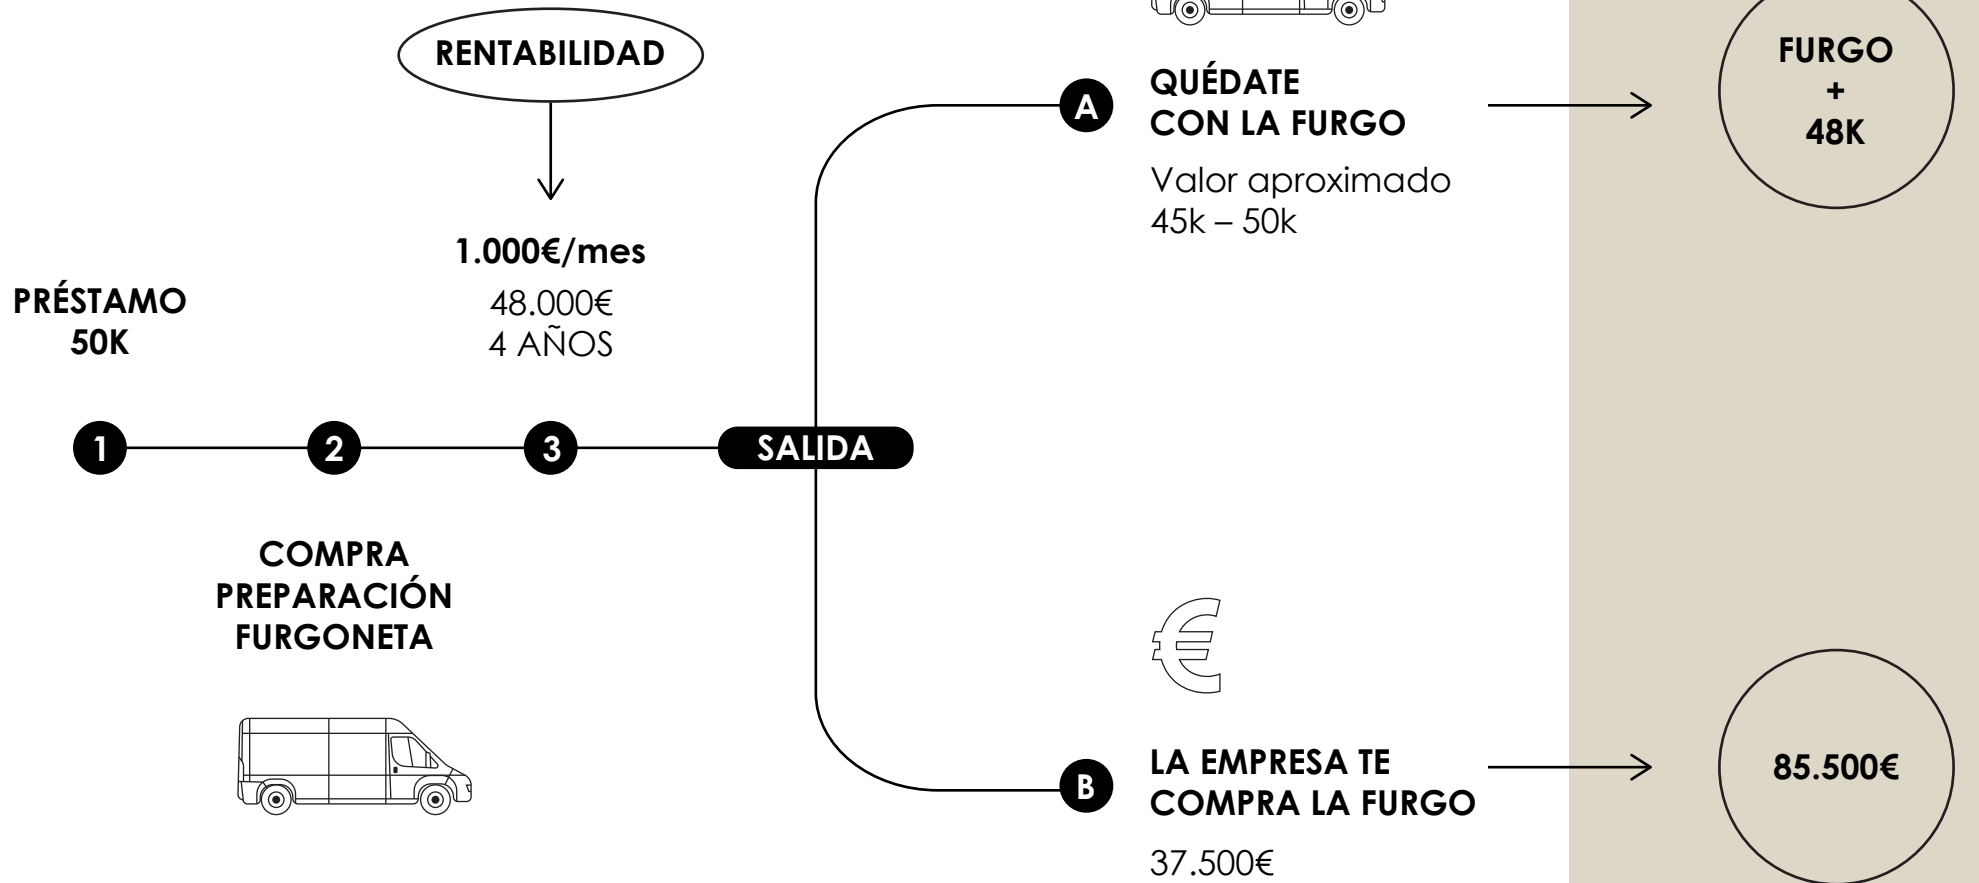 RENTABILIDAD
1.000€/mes
48.000€
4 AÑOS
PRÉSTAMO
50K
1
2
3
SALIDA
COMPRA
PREPARACIÓN
FURGONETA
A
QUÉDATE
CON LA FURGO
Valor aproximado
45k – 50k
FURGO
+
48K
€
B
LA EMPRESA TE
COMPRA LA FURGO
37.500€
85.500€